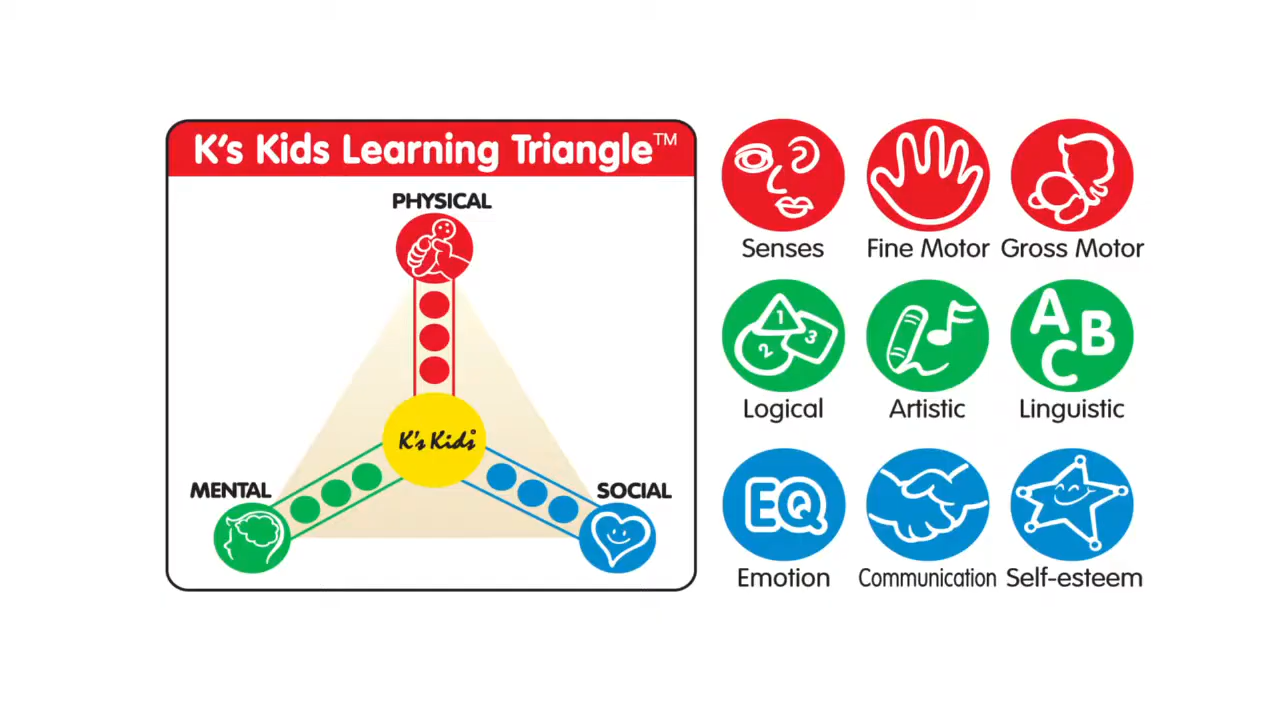 K's Kids Learning Triangle™
PHYSICAL
K's Kids®
MENTAL
SOCIAL
Senses
Fine Motor
Gross Motor
1
2
3
Logical
Artistic
A
B
C
Linguistic
EQ
Emotion
Communication
Self-esteem